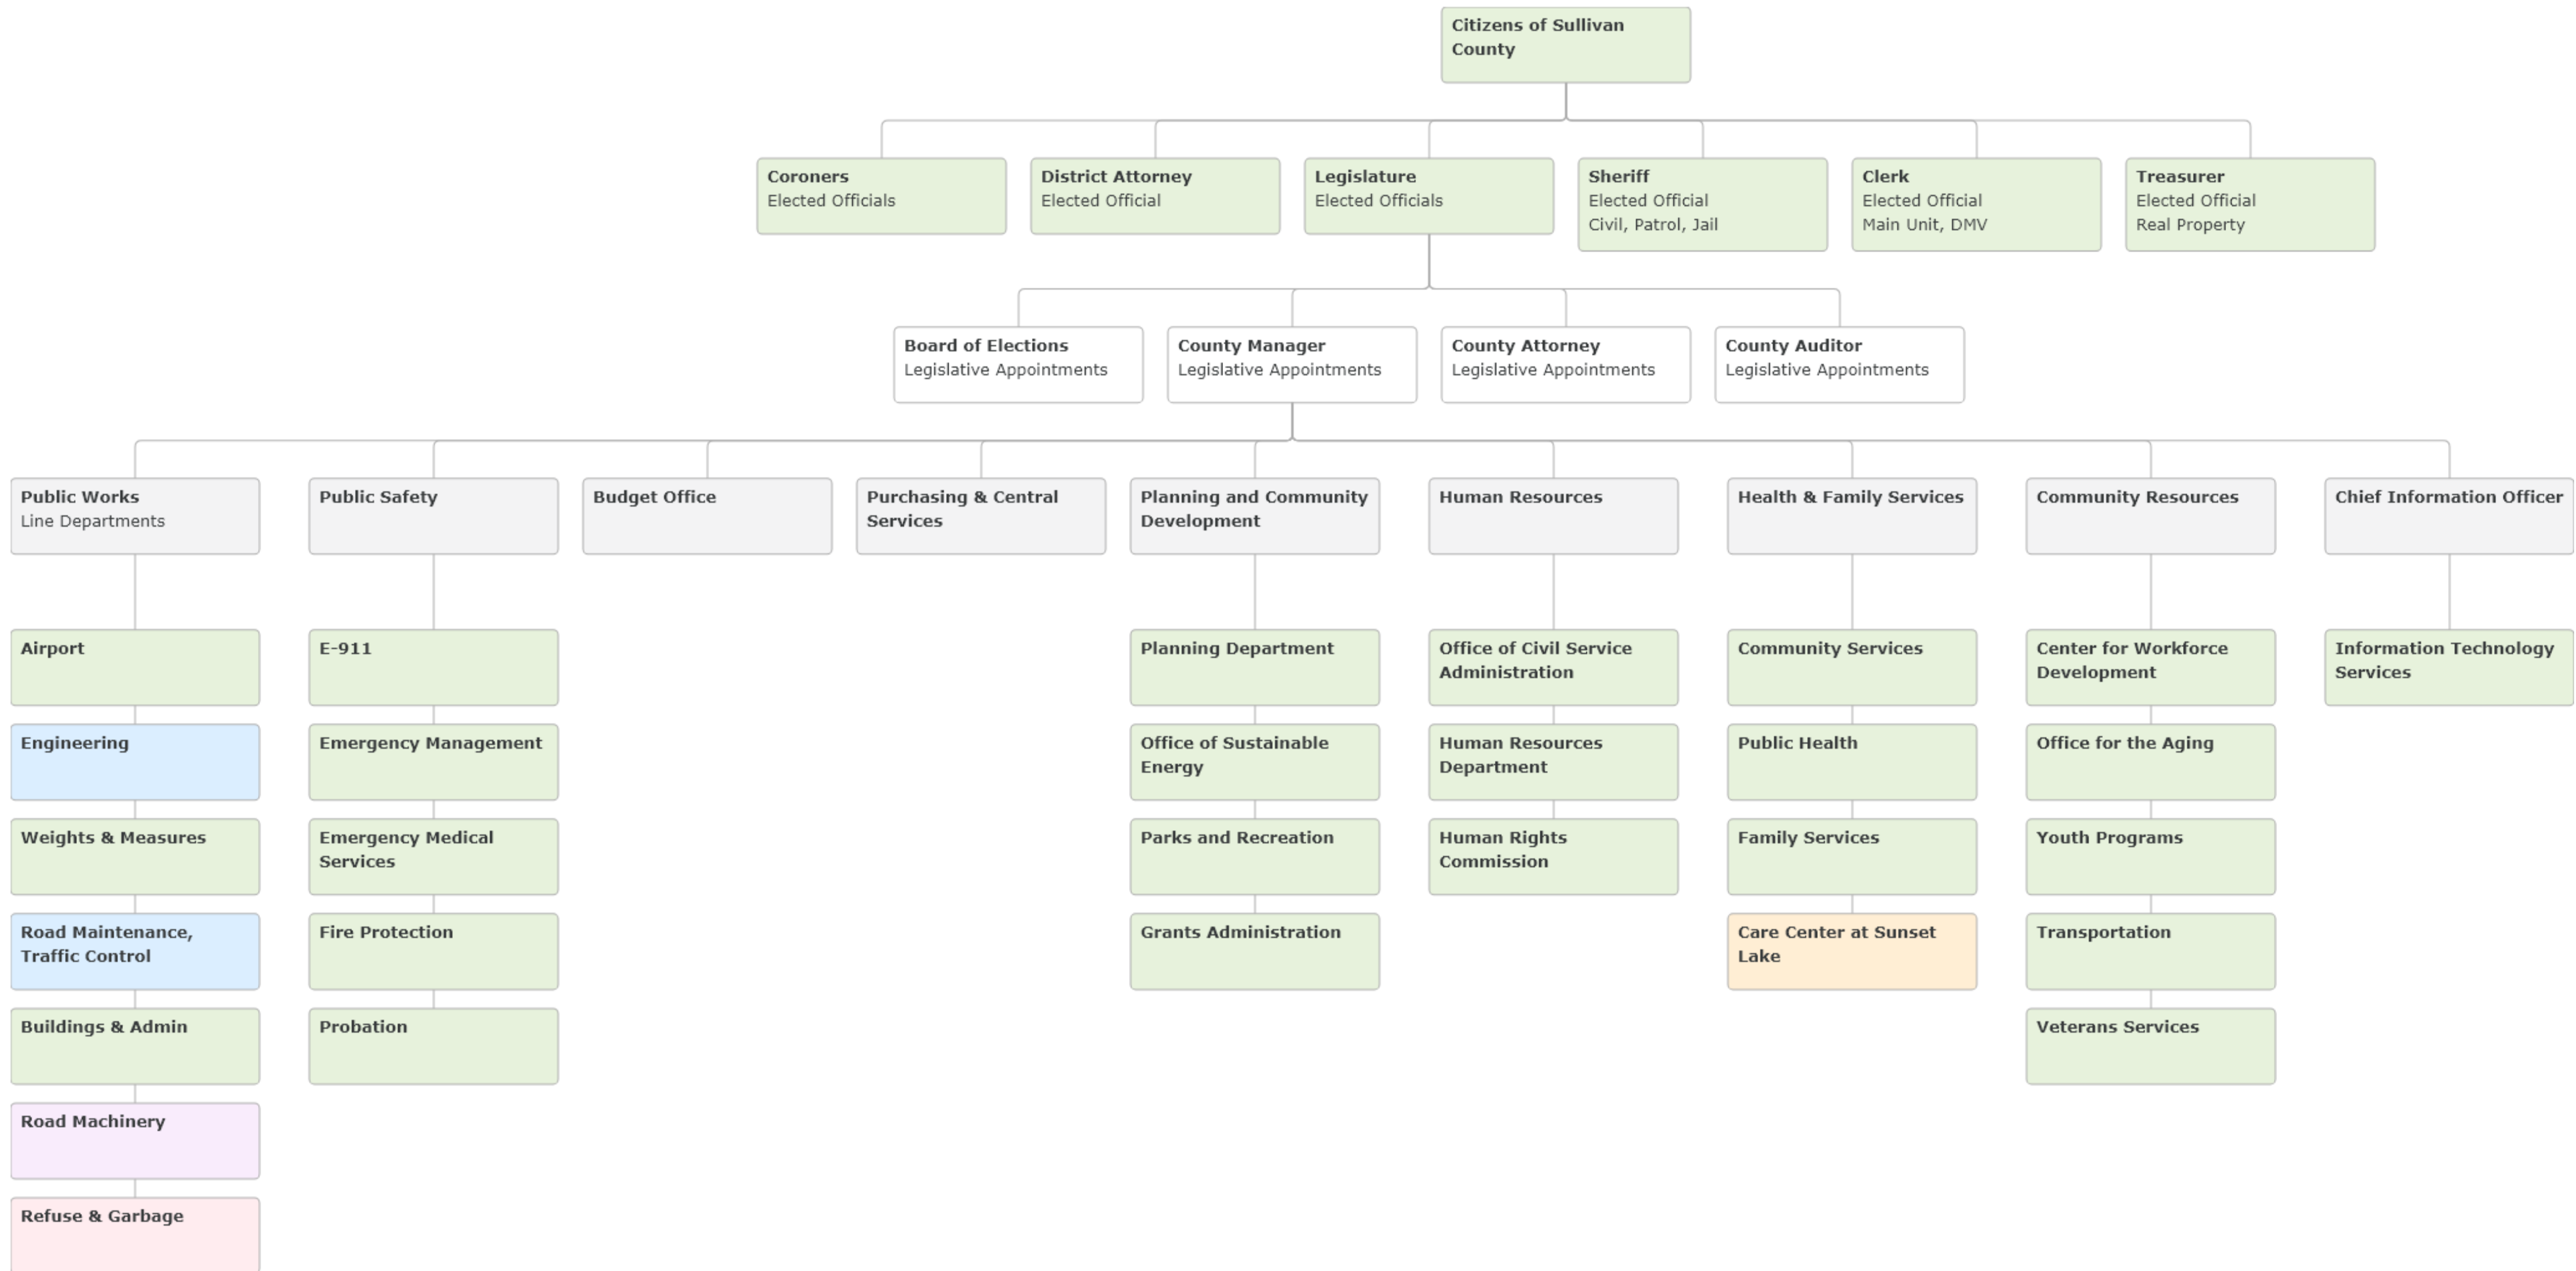 Citizens of Sullivan
County
Coroners
Elected Officials
District Attorney
Elected Official
Legislature
Elected Officials
Sheriff
Elected Official
Civil, Patrol, Jail
Clerk
Elected Official
Main Unit, DMV
Treasurer
Elected Official
Real Property
Board of Elections
Legislative Appointments
County Manager
Legislative Appointments
County Attorney
Legislative Appointments
County Auditor
Legislative Appointments
Public Works
Line Departments
Public Safety
Budget Office
Purchasing & Central
Services
Planning and Community
Development
Human Resources
Health & Family Services
Community Resources
Chief Information Officer
Airport
Engineering
Weights & Measures
Road Maintenance,
Traffic Control
Buildings & Admin
Road Machinery
Refuse & Garbage
E-911
Emergency Management
Emergency Medical
Services
Fire Protection
Probation
Planning Department
Office of Sustainable
Energy
Parks and Recreation
Grants Administration
Office of Civil Service
Administration
Human Resources
Department
Human Rights
Commission
Community Services
Public Health
Family Services
Care Center at Sunset
Lake
Center for Workforce
Development
Office for the Aging
Youth Programs
Transportation
Veterans Services
Information Technology
Services